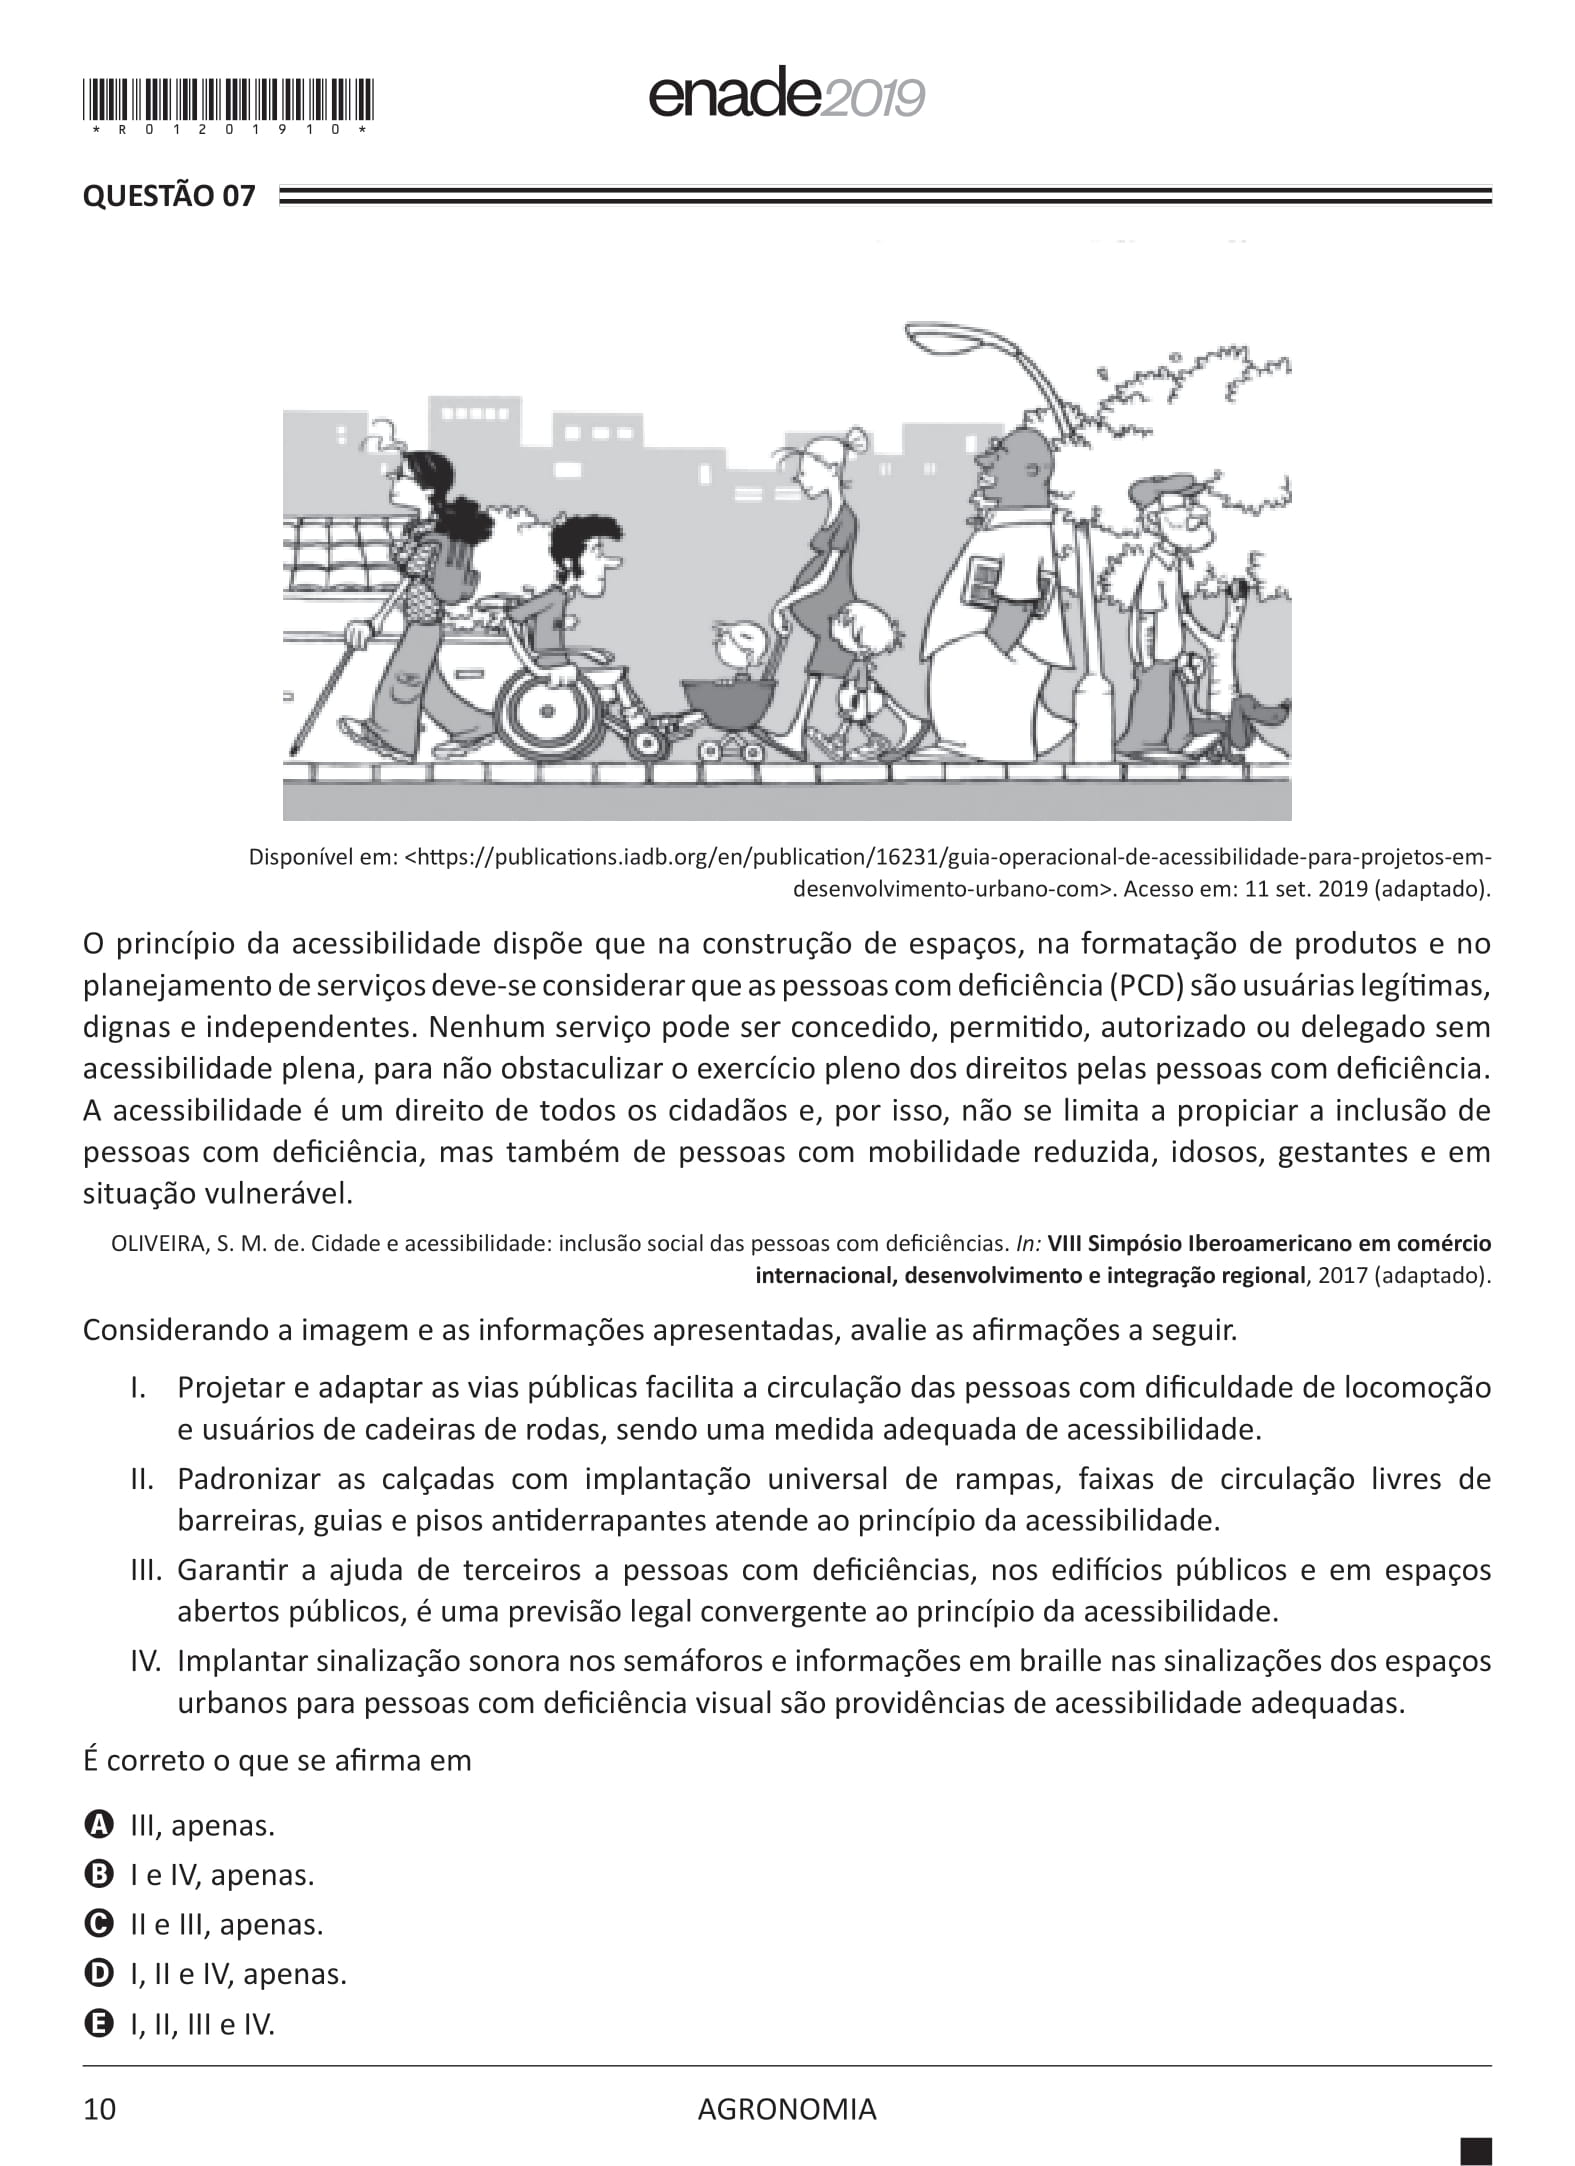 *R01201910*
enade2019
QUESTÃO 07
Disponível em: <https://publications.iadb.org/en/publication/16231/guia-operacional-de-acessibilidade-para-projetos-em-
desenvolvimento-urbano-com>. Acesso em: 11 set. 2019 (adaptado).
O princípio da acessibilidade dispõe que na construção de espaços, na formatação de produtos e no
planejamento de serviços deve-se considerar que as pessoas com deficiência (PCD) são usuárias legítimas,
dignas e independentes. Nenhum serviço pode ser concedido, permitido, autorizado ou delegado sem
acessibilidade plena, para não obstaculizar o exercício pleno dos direitos pelas pessoas com deficiência.
A acessibilidade é um direito de todos os cidadãos e, por isso, não se limita a propiciar a inclusão de
pessoas com deficiência, mas também de pessoas com mobilidade reduzida, idosos, gestantes e em
situação vulnerável.
OLIVEIRA, S. M. de. Cidade e acessibilidade: inclusão social das pessoas com deficiências. In: VIII Simpósio Iberoamericano em comércio
internacional, desenvolvimento e integração regional, 2017 (adaptado).
Considerando a imagem e as informações apresentadas, avalie as afirmações a seguir.
I. Projetar e adaptar as vias públicas facilita a circulação das pessoas com dificuldade de locomoção
e usuários de cadeiras de rodas, sendo uma medida adequada de acessibilidade.
II. Padronizar as calçadas com implantação universal de rampas, faixas de circulação livres de
barreiras, guias e pisos antiderrapantes atende ao princípio da acessibilidade.
III. Garantir a ajuda de terceiros a pessoas com deficiências, nos edifícios públicos e em espaços
abertos públicos, é uma previsão legal convergente ao princípio da acessibilidade.
IV. Implantar sinalização sonora nos semáforos e informações em braille nas sinalizações dos espaços
urbanos para pessoas com deficiência visual são providências de acessibilidade adequadas.
É correto o que se afirma em
A III, apenas.
B I e IV, apenas.
C II e III, apenas.
D I, II e IV, apenas.
E I, II, III e IV.
10
AGRONOMIA